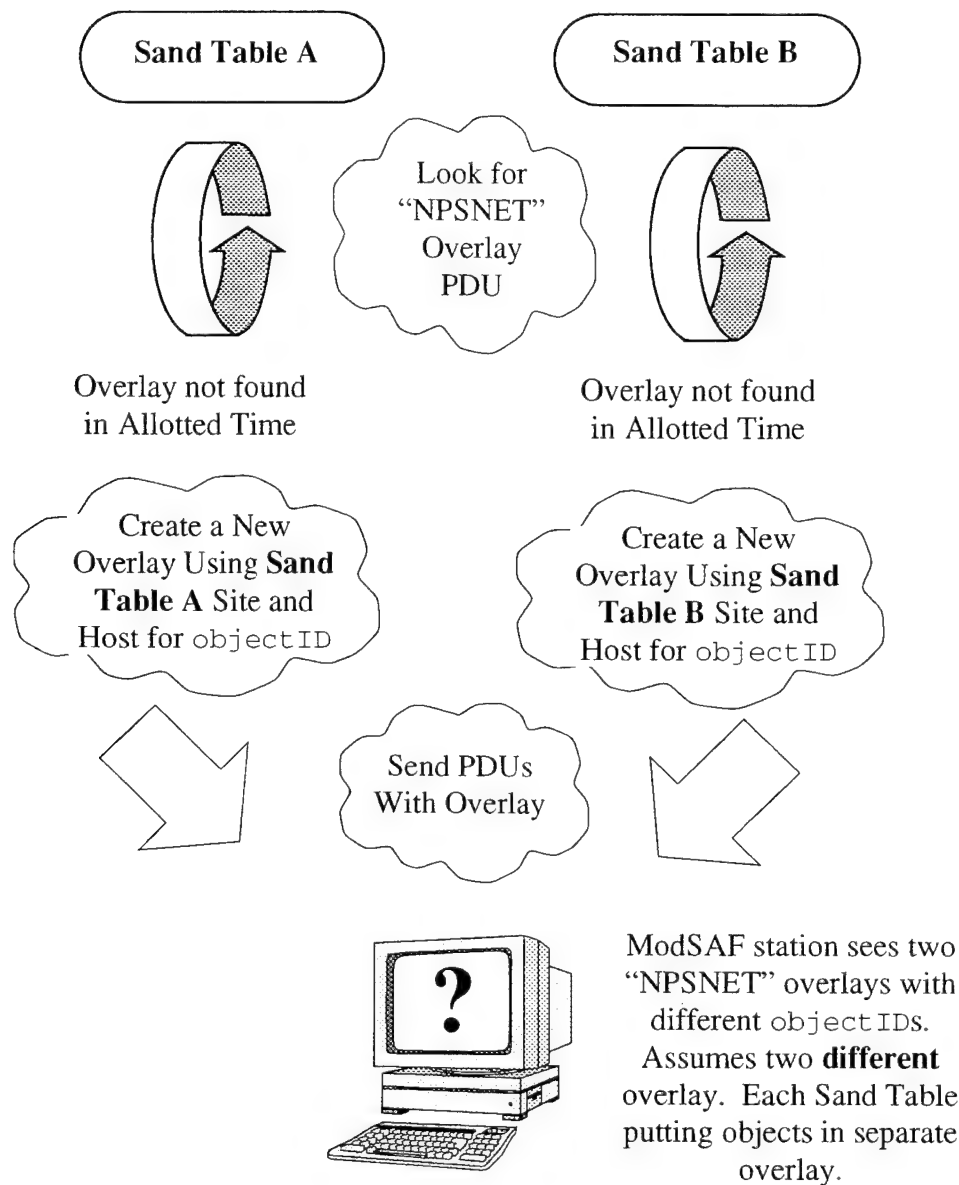 Sand Table A
Sand Table B
Look for
“NPSNET”
Overlay
PDU
Overlay not found
in Allotted Time
Overlay not found
in Allotted Time
Create a New
Overlay Using Sand
Table A Site and
Host for objectID
Create a New
Overlay Using Sand
Table B Site and
Host for objectID
Send PDUs
With Overlay
?
ModSAF station sees two
“NPSNET” overlays with
different objectIDs.
Assumes two different
overlay. Each Sand Table
putting objects in separate
overlay.